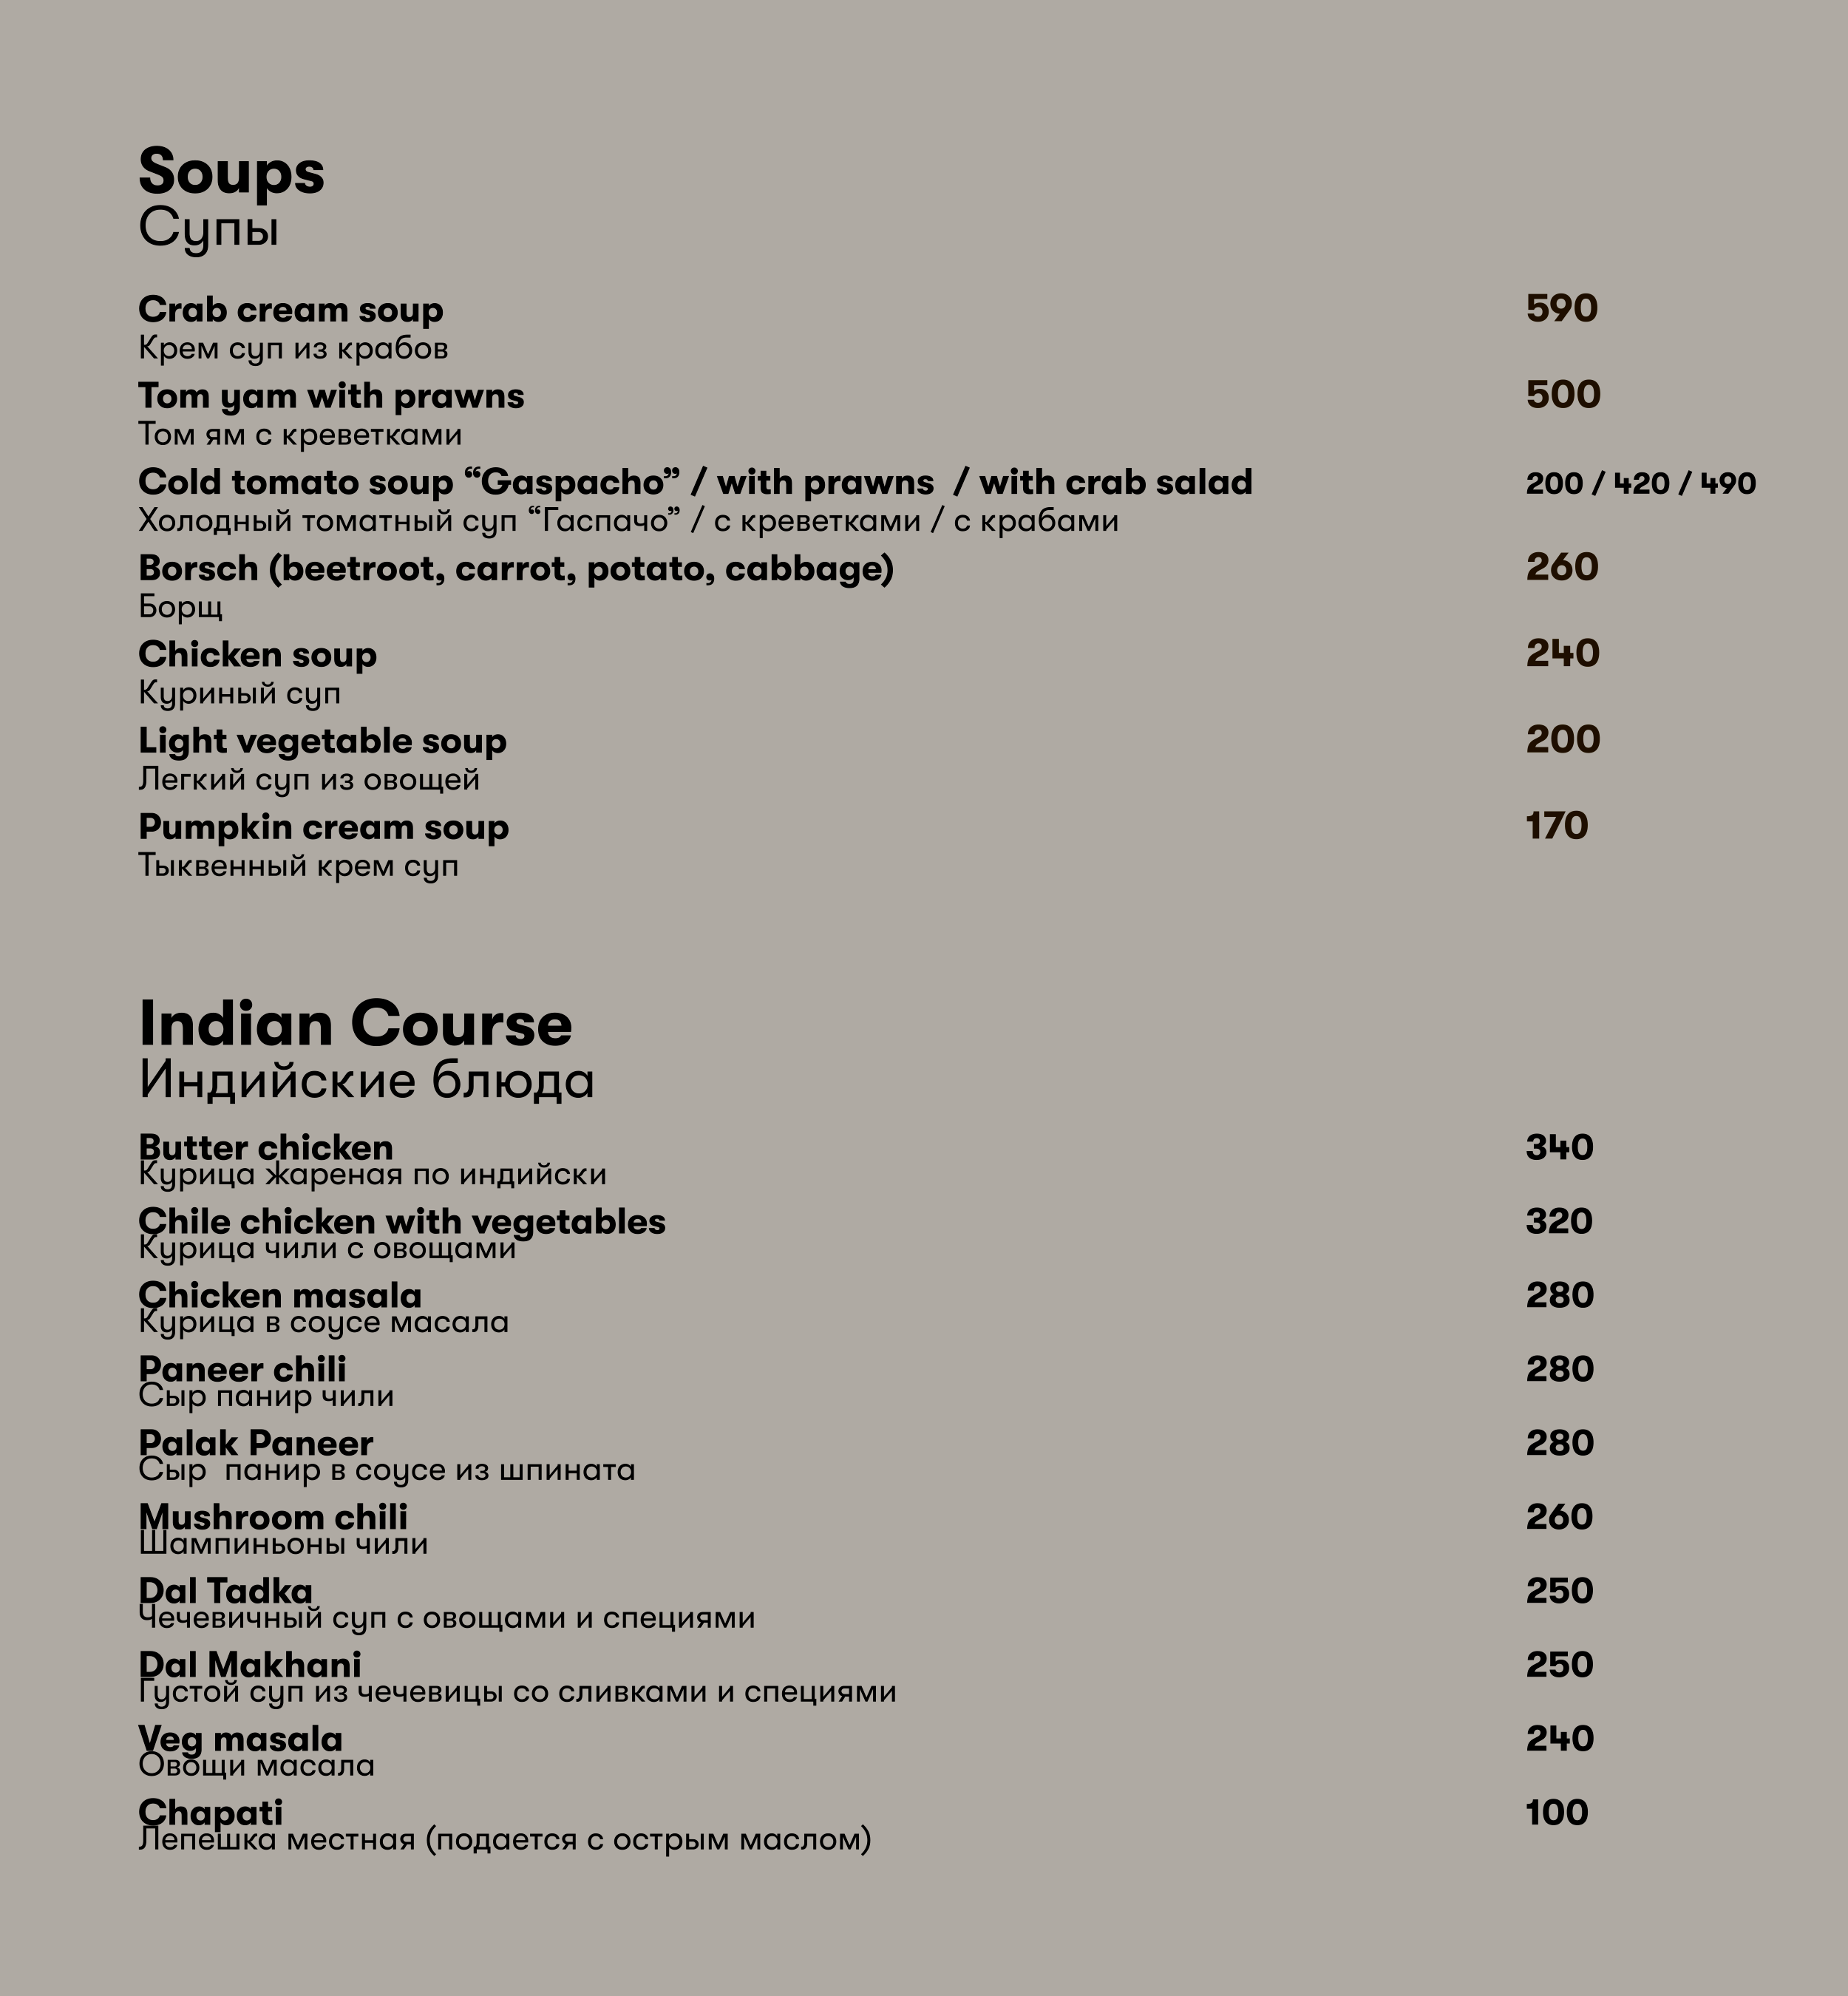 Soups
Супы
Crab cream soup 590
Крем суп из крабов
Tom yam with prawns 500
Том ям с креветками
Cold tomato soup “Gaspacho” / with prawns / with crab salad 200 / 420 / 490
Холодный томатный суп “Гаспачо” / с креветками / с крабами
Borsch (beetroot, carrot, potato, cabbage) 260
Борщ
Chicken soup 240
Куриный суп
Light vegetable soup 200
Легкий суп из овощей
Pumpkin cream soup 170
Тыквенный крем суп
Indian Course
Индийские блюда
Butter chicken 340
Курица жареная по индийски
Chile chicken with vegetables 320
Курица чили с овощами
Chicken masala 280
Курица в соусе масала
Paneer chili 280
Сыр панир чили
Palak Paneer 280
Сыр панир в соусе из шпината
Mushroom chili 260
Шампиньоны чили
Dal Tadka 250
Чечевичный суп с овощами и специями
Dal Makhani 250
Густой суп из чечевицы со сливками и специями
Veg masala 240
Овощи масала
Chapati 100
Лепешка местная (подается с острым маслом)